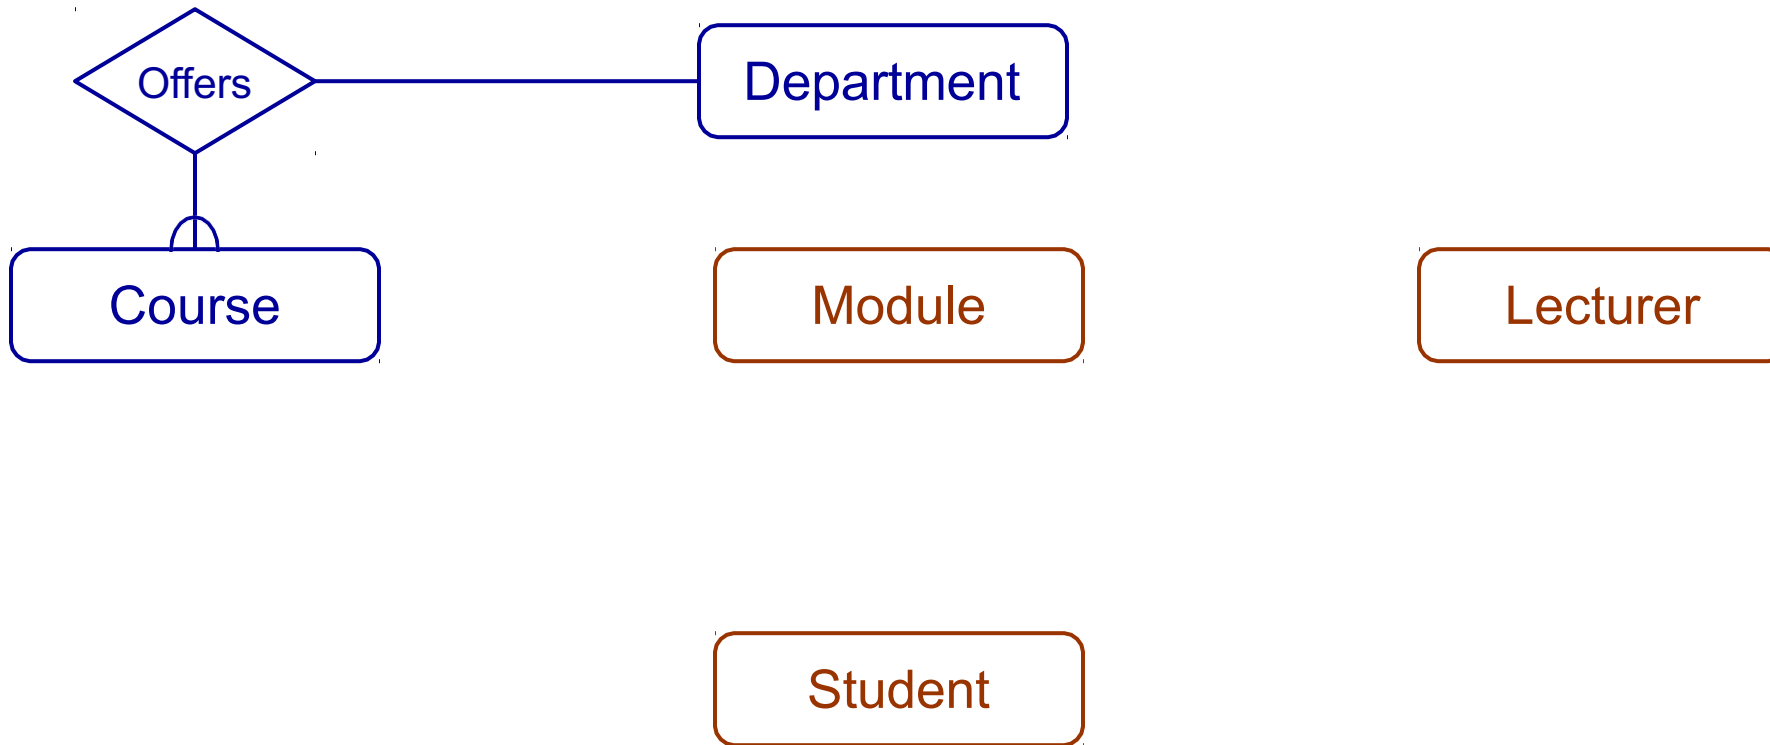 Offers
Department
Course
Module
Lecturer
Student